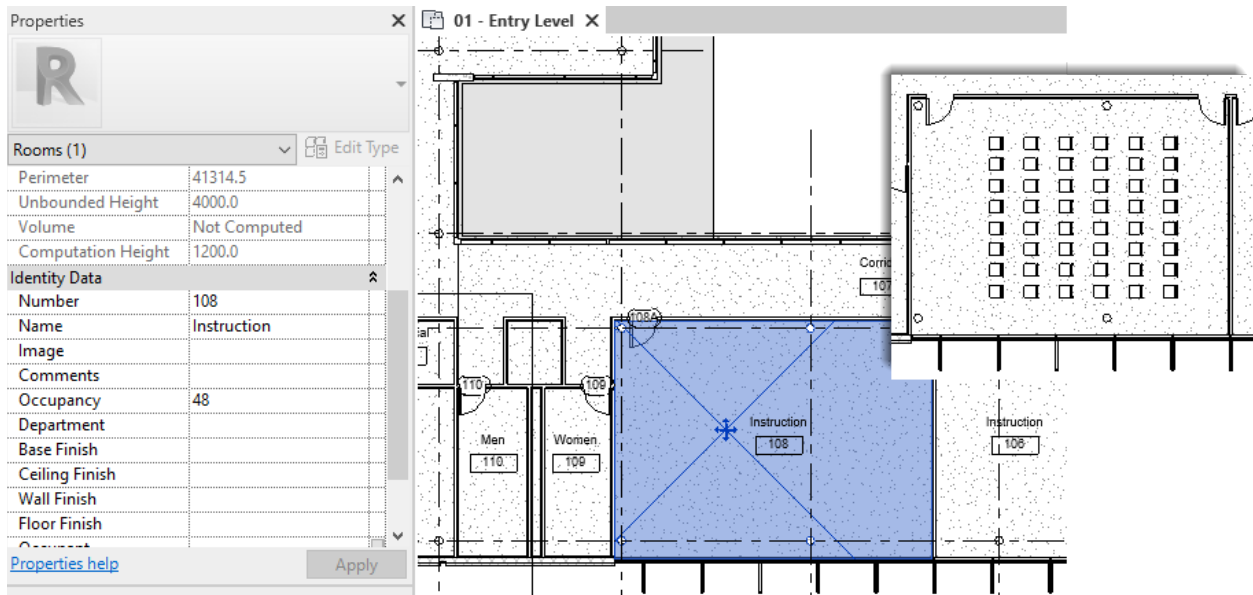 Properties
R
Rooms (1)
Edit Type
Perimeter 41314.5
Unbounded Height 4000.0
Volume Not Computed
Computation Height 1200.0
Identity Data
Number 108
Name Instruction
Image
Comments
Occupancy 48
Department
Base Finish
Ceiling Finish
Wall Finish
Floor Finish
Properties help
Apply
01 - Entry Level
Corri
107
108A
110
109
Men
110
Women
109
Instruction
108
Instruction
106